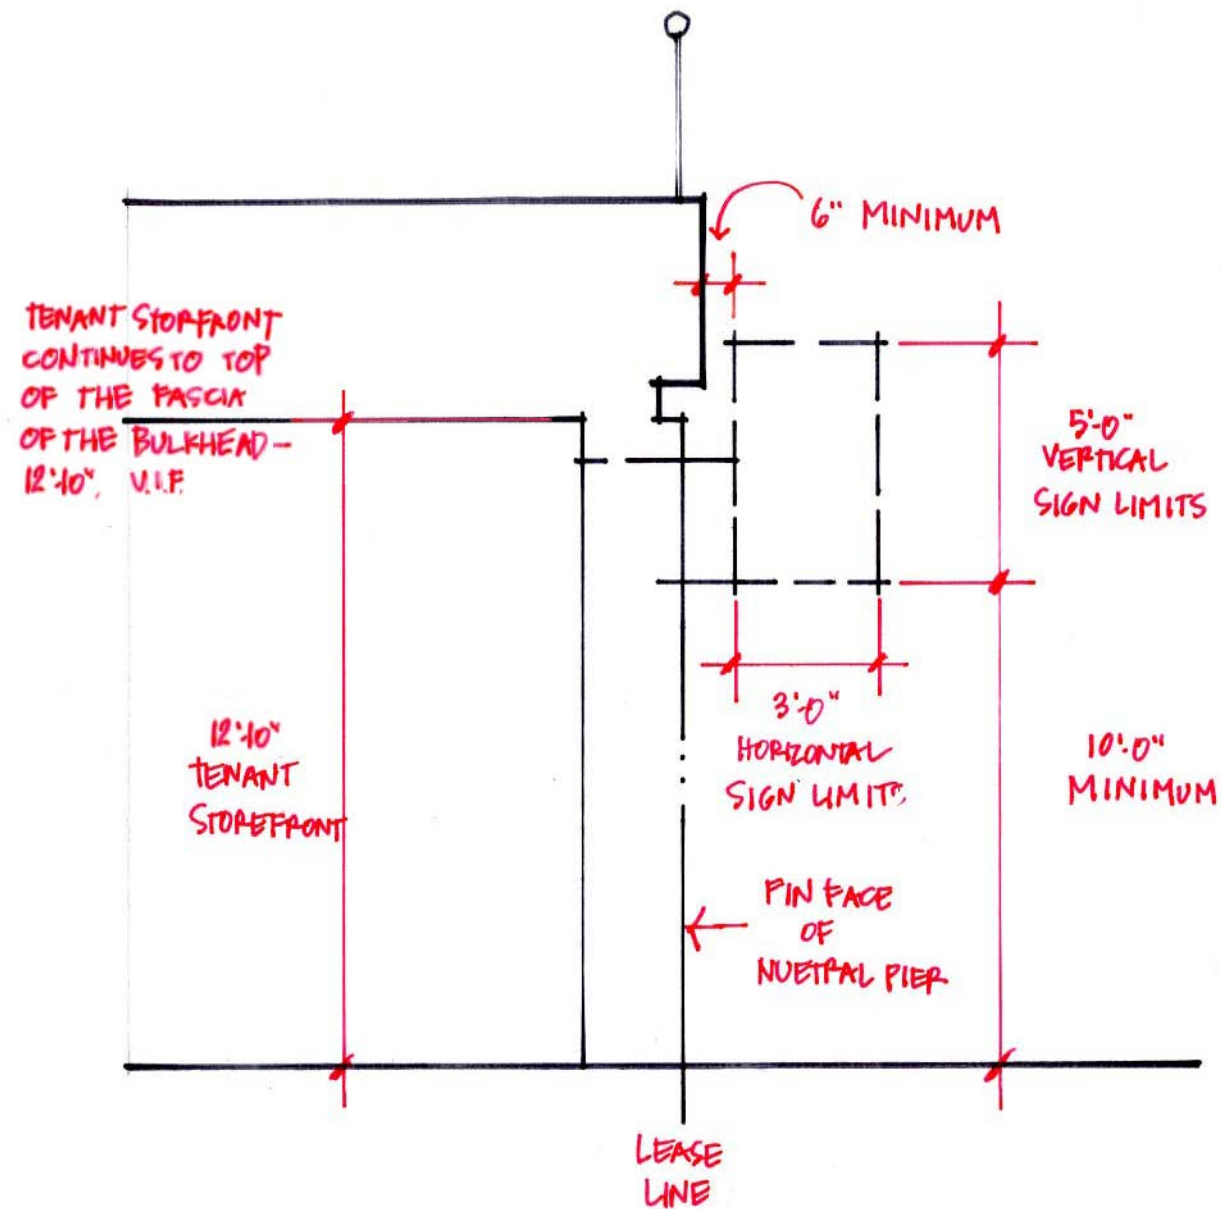 6" MINIMUM
TENANT STORFRONT
CONTINUES TO TOP
OF THE FASCIA
OF THE BULKHEAD-
12'-10", V.I.F.
5'-0"
VERTICAL
SIGN LIMITS
12'-10"
TENANT
STOREFRONT
3'-0"
HORIZONTAL
SIGN LIMITS
10'-0"
MINIMUM
FIN FACE
OF
NUETRAL PIER
LEASE
LINE